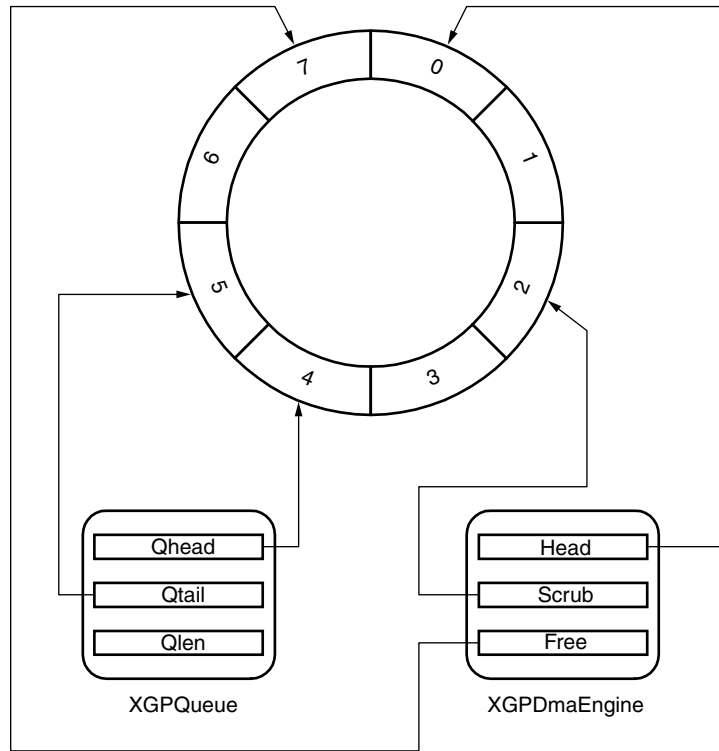 7
0
6
1
5
2
4
3
Qhead
Qtail
Qlen
XGPQueue
Head
Scrub
Free
XGPDmaEngine